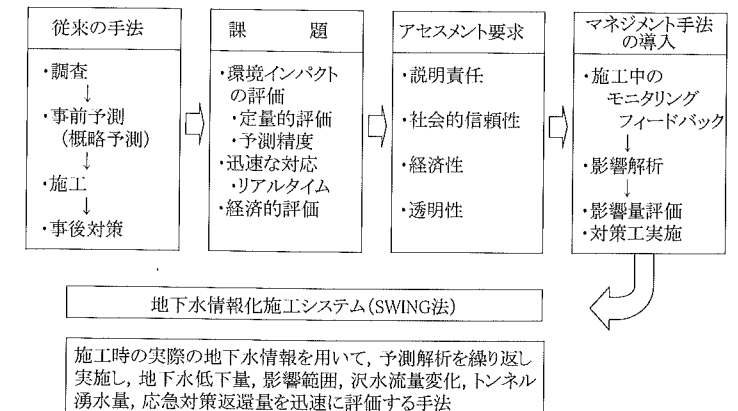 従来の手法
・調査
↓
・事前予測
（概略予測）
↓
・施工
↓
・事後対策
課　　題
・環境インパクト
の評価
・定量的評価
・予測精度
・迅速な対応
・リアルタイム
・経済的評価
アセスメント要求
・説明責任
・社会的信頼性
・経済性
・透明性
マネジメント手法
の導入
・施工中の
モニタリング
フィードバック
↓
・影響解析
↓
・影響量評価
・対策工実施
地下水情報化施工システム（SWING法）
施工時の実際の地下水情報を用いて，予測解析を繰り返し
実施し，地下水低下量，影響範囲，沢水流量変化，トンネル
湧水量，応急対策返還量を迅速に評価する手法